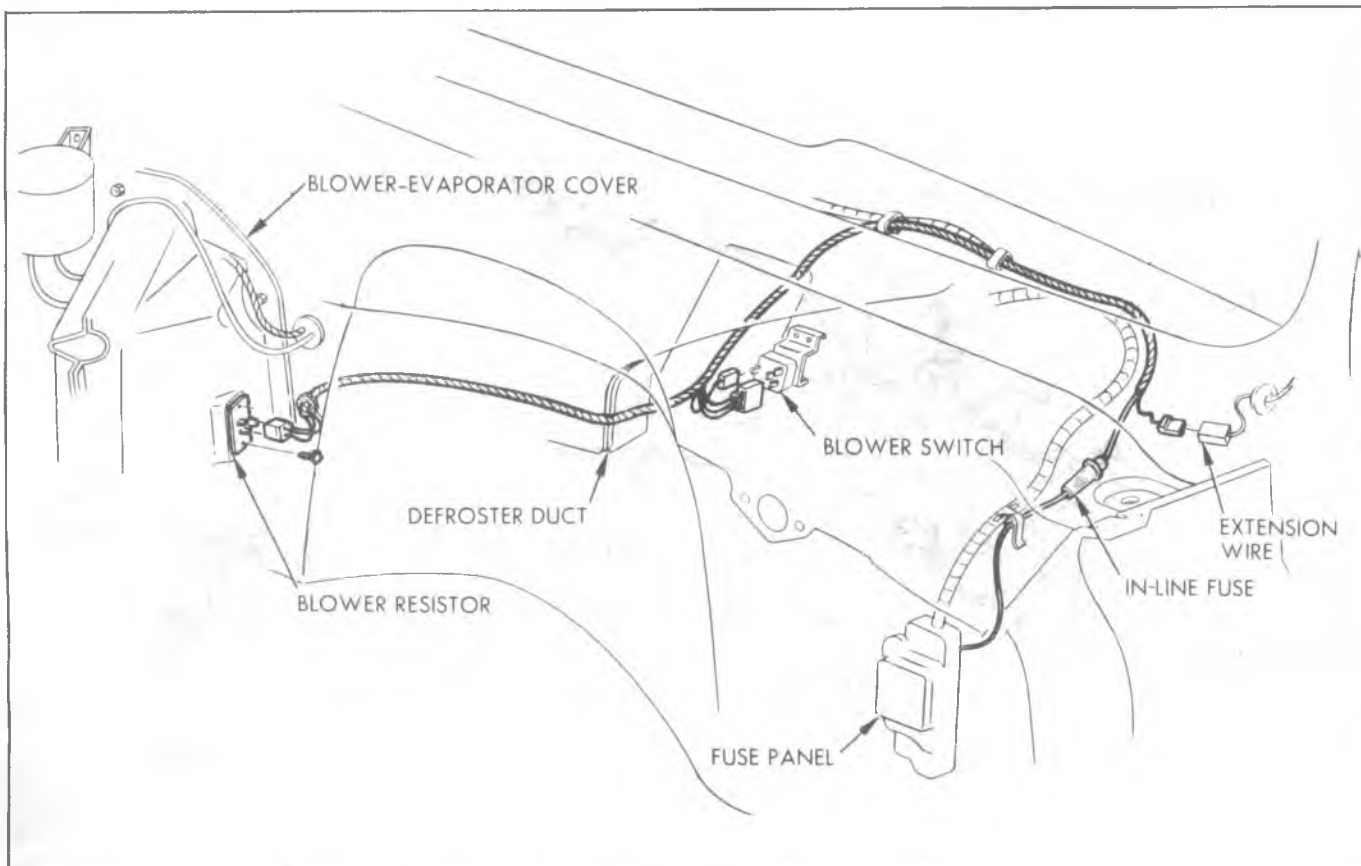 BLOWER-EVAPORATOR COVER
BLOWER SWITCH
DEFROSTER DUCT
EXTENSION
WIRE
IN-LINE FUSE
BLOWER RESISTOR
FUSE PANEL